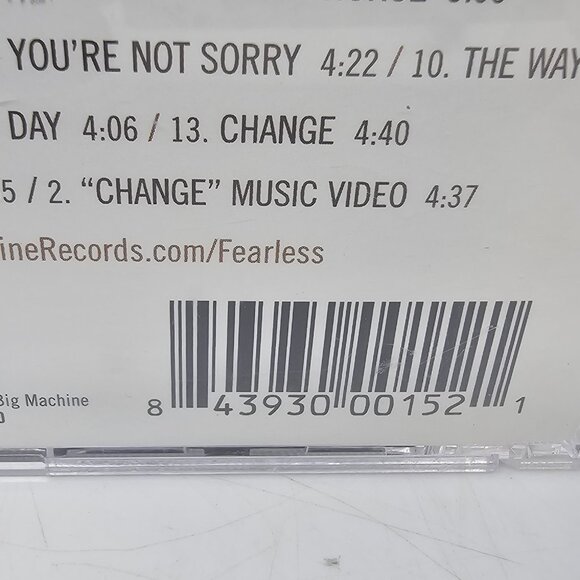 YOU'RE NOT SORRY 4:22 / 10. THE WAY
DAY 4:06 / 13. CHANGE 4:40
5 / 2. “CHANGE” MUSIC VIDEO 4:37
ineRecords.com/Fearless
Big Machine
8 43930 00152 1